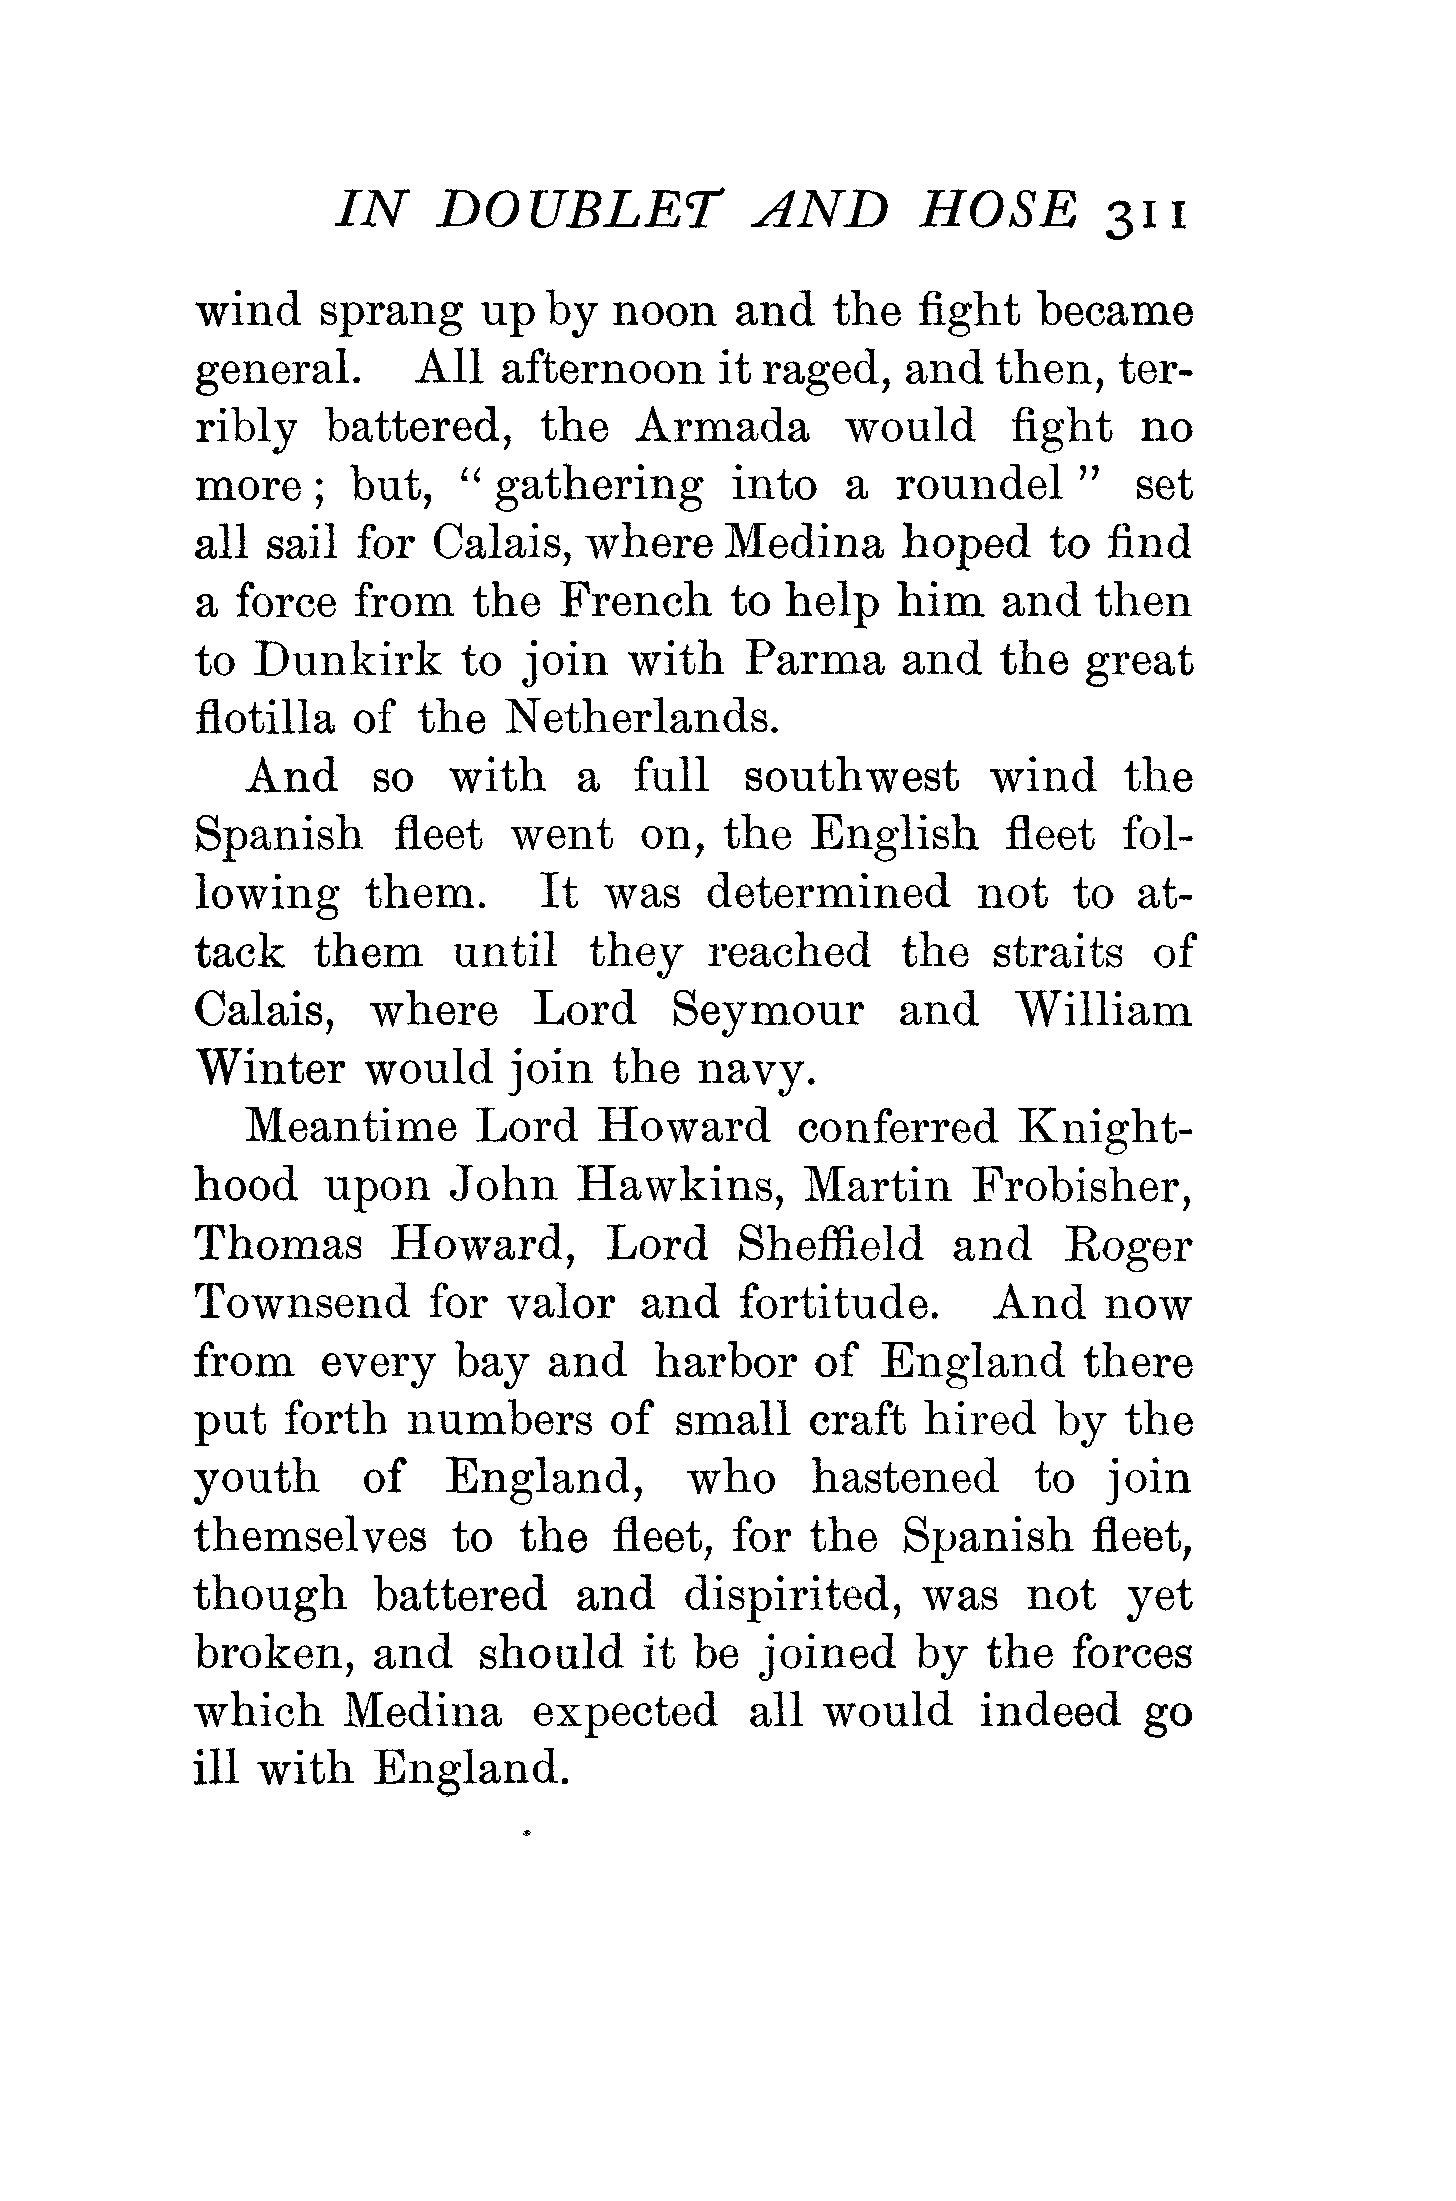 IN DOUBLET AND HOSE 311
wind sprang up by noon and the fight became
general. All afternoon it raged, and then, ter-
ribly battered, the Armada would fight no
more; but, “gathering into a roundel” set
all sail for Calais, where Medina hoped to find
a force from the French to help him and then
to Dunkirk to join with Parma and the great
flotilla of the Netherlands.
And so with a full southwest wind the
Spanish fleet went on, the English fleet fol-
lowing them. It was determined not to at-
tack them until they reached the straits of
Calais, where Lord Seymour and William
Winter would join the navy.
Meantime Lord Howard conferred Knight-
hood upon John Hawkins, Martin Frobisher,
Thomas Howard, Lord Sheffield and Roger
Townsend for valor and fortitude. And now
from every bay and harbor of England there
put forth numbers of small craft hired by the
youth of England, who hastened to join
themselves to the fleet, for the Spanish fleet,
though battered and dispirited, was not yet
broken, and should it be joined by the forces
which Medina expected all would indeed go
ill with England.